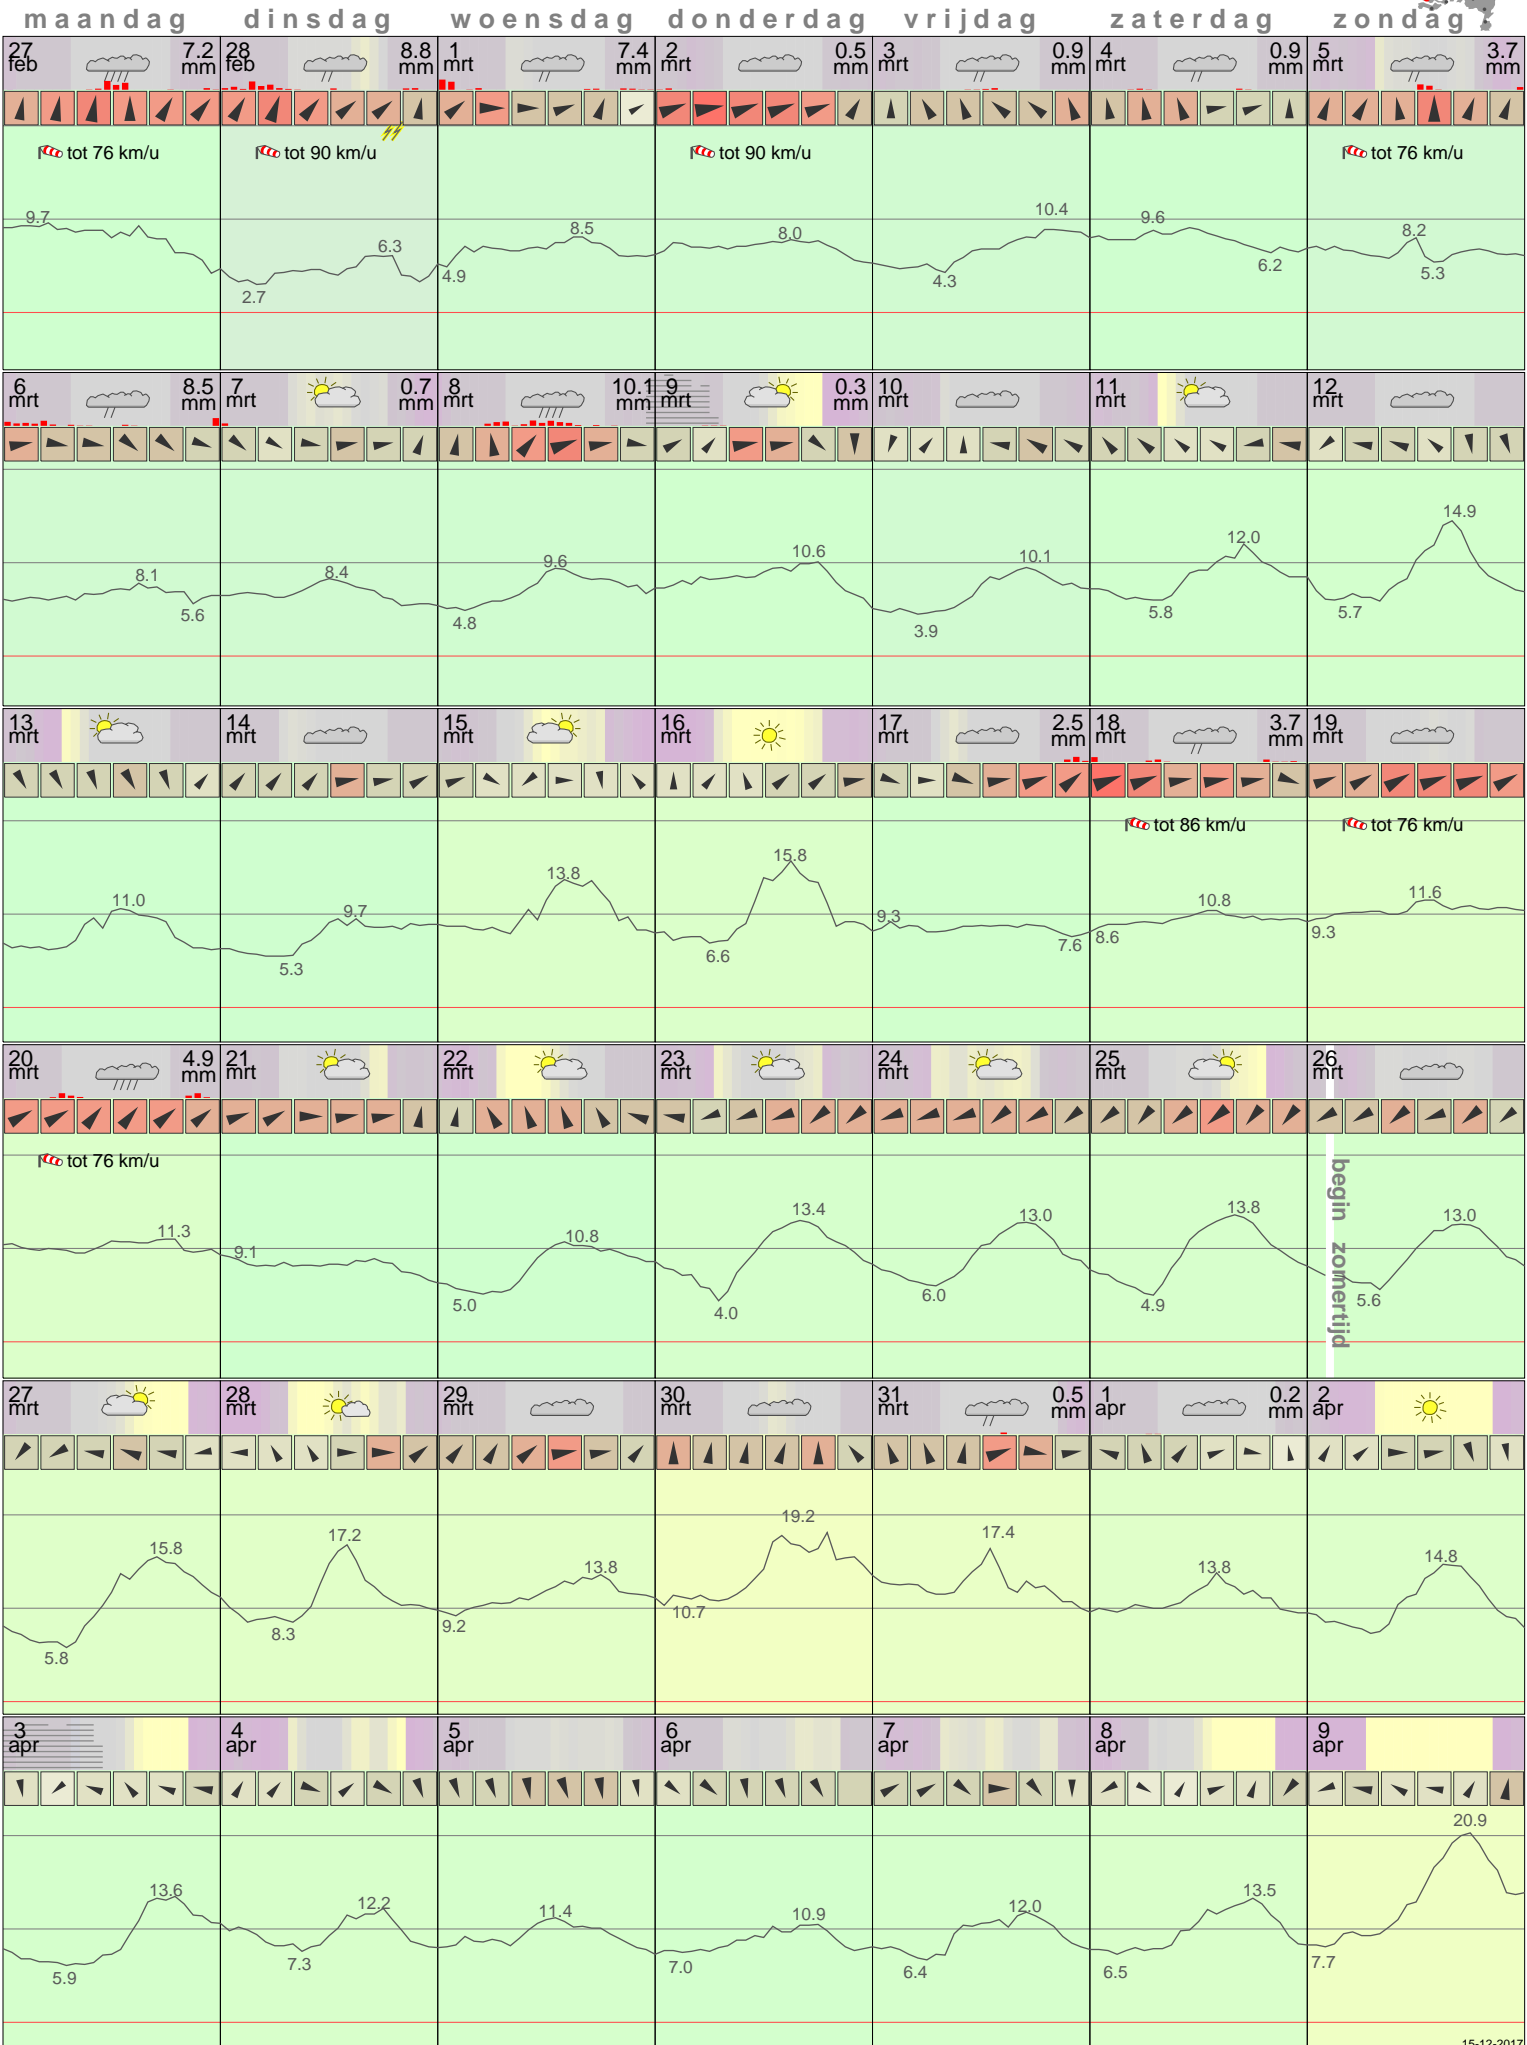 maandag dinsdag woensdag donderdag vrijdag zaterdag zondag
27 feb 7.2 mm 28 feb 8.8 mm 1 mrt 7.4 mm 2 mrt 0.5 mm 3 mrt 0.9 mm 4 mrt 0.9 mm 5 mrt 3.7 mm
tot 76 km/u tot 90 km/u tot 90 km/u tot 76 km/u
9.7 2.7 6.3 4.9 8.5 8.0 4.3 10.4 9.6 6.2 8.2 5.3
6 mrt 8.5 mm 7 mrt 0.7 mm 8 mrt 10.1 mm 9 mrt 0.3 mm 10 mrt 11 mrt 12 mrt
8.1 5.6 8.4 4.8 9.6 10.6 3.9 10.1 5.8 12.0 5.7 14.9
13 mrt 14 mrt 15 mrt 16 mrt 17 mrt 2.5 mm 18 mrt 3.7 mm 19 mrt
tot 86 km/u tot 76 km/u
11.0 5.3 9.7 13.8 6.6 15.8 9.3 7.6 8.6 10.8 9.3 11.6
20 mrt 4.9 mm 21 mrt 22 mrt 23 mrt 24 mrt 25 mrt 26 mrt
tot 76 km/u
11.3 9.1 5.0 10.8 4.0 13.4 6.0 13.0 4.9 13.8 5.6 13.0
begin zomertijd
27 mrt 28 mrt 29 mrt 30 mrt 31 mrt 0.5 mm 1 apr 0.2 mm 2 apr
5.8 15.8 8.3 17.2 9.2 13.8 10.7 19.2 17.4 13.8 14.8
3 apr 4 apr 5 apr 6 apr 7 apr 8 apr 9 apr
5.9 13.6 7.3 12.2 11.4 7.0 10.9 6.4 12.0 6.5 13.5 7.7 20.9
15-12-2017